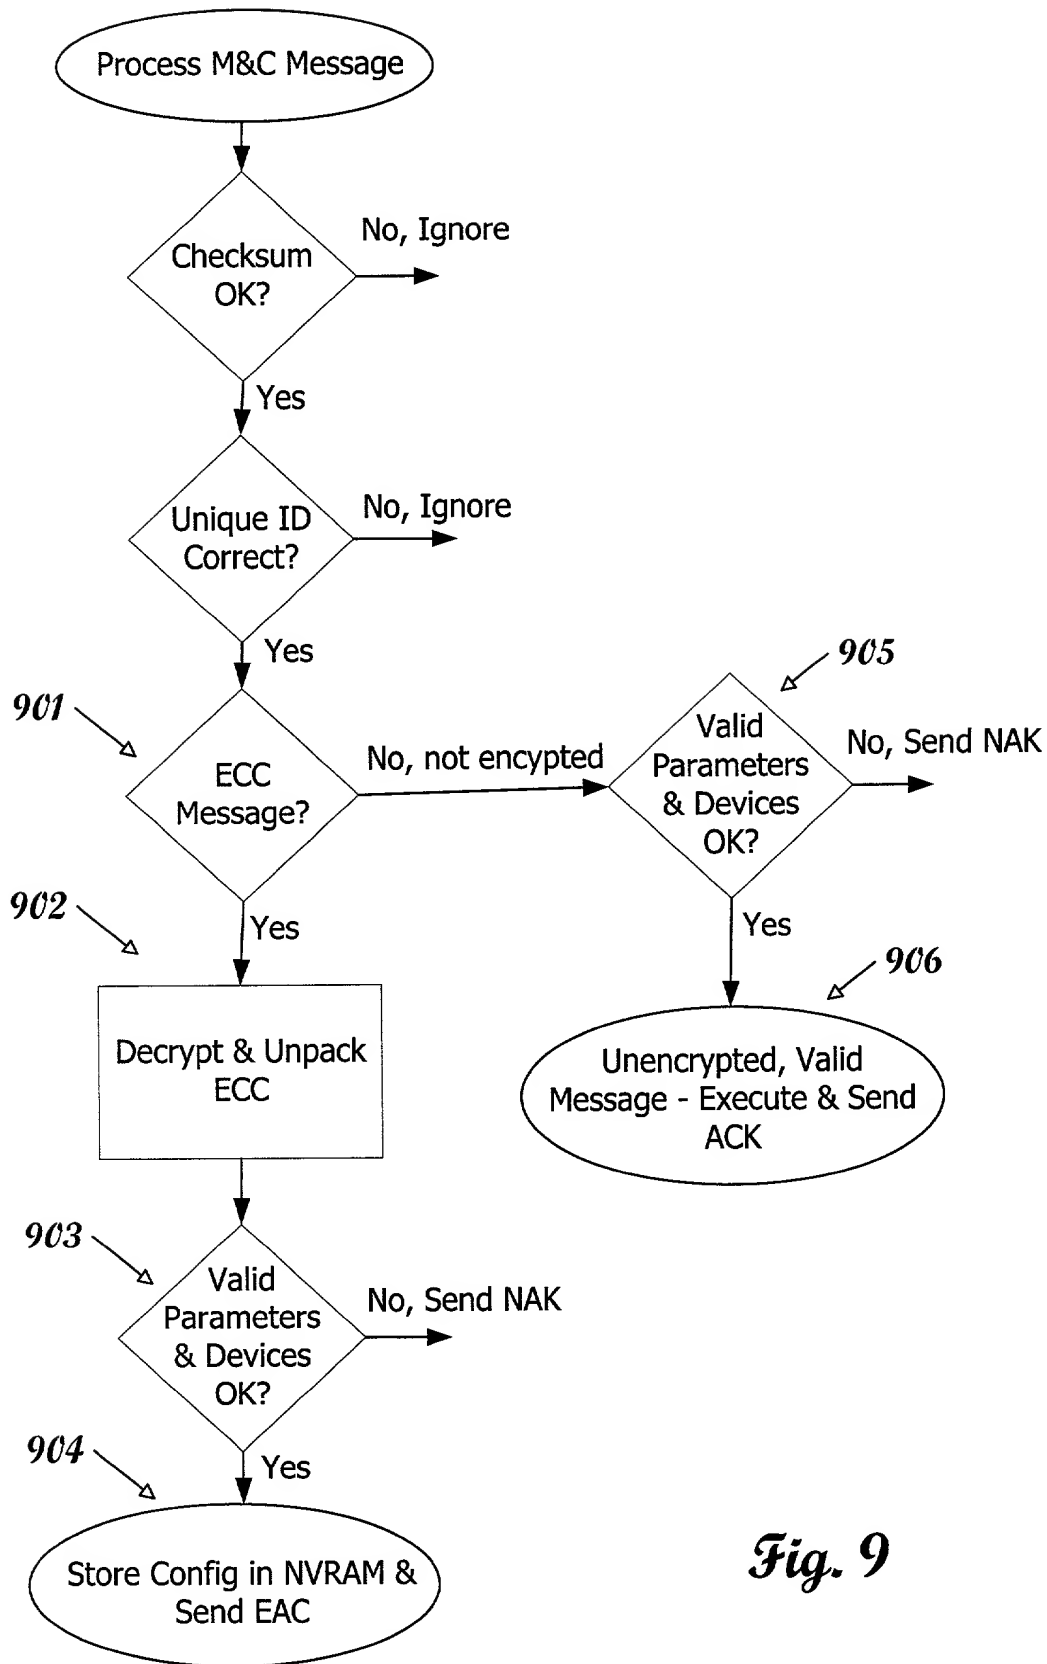 Process M&C Message
Checksum
OK?
No, Ignore
Yes
Unique ID
Correct?
No, Ignore
Yes
901
ECC
Message?
No, not encypted
905
Valid
Parameters
& Devices
OK?
No, Send NAK
Yes
906
Unencrypted, Valid
Message - Execute & Send
ACK
902
Yes
Decrypt & Unpack
ECC
903
Valid
Parameters
& Devices
OK?
No, Send NAK
904
Yes
Store Config in NVRAM &
Send EAC
Fig. 9